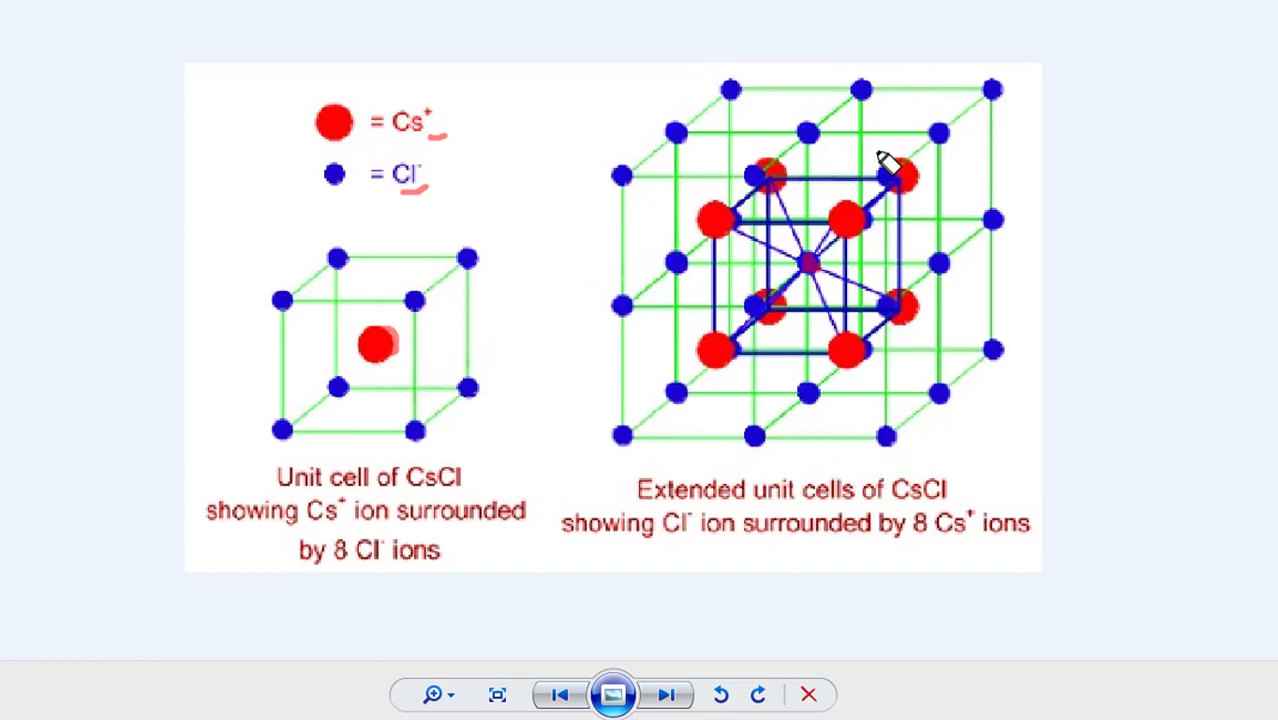 = Cs⁺
= Cl⁻
Unit cell of CsCl
showing Cs⁺ ion surrounded
by 8 Cl⁻ ions
Extended unit cells of CsCl
showing Cl⁻ ion surrounded by 8 Cs⁺ ions